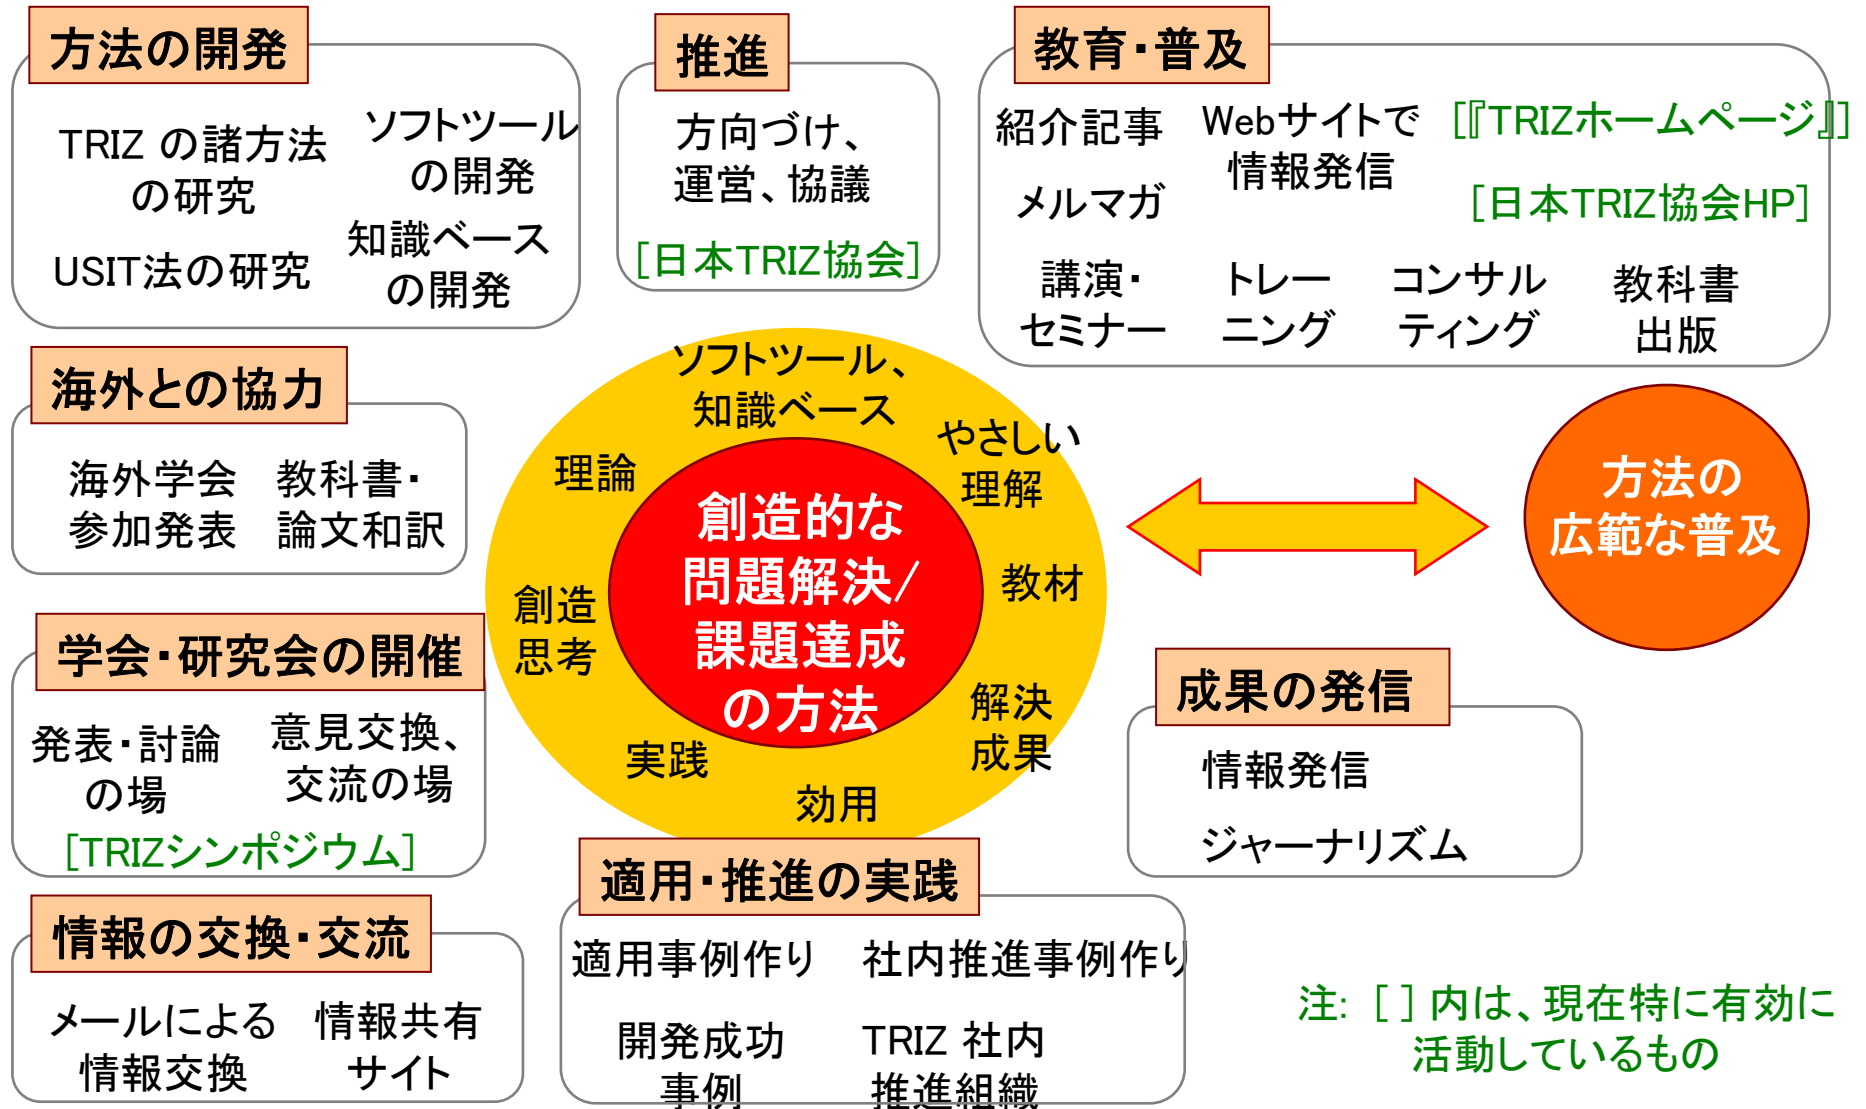 方法の開発
TRIZ の諸方法
の研究
ソフトツール
の開発
USIT法の研究
知識ベース
の開発
推進
方向づけ、
運営、協議
[日本TRIZ協会]
教育・普及
紹介記事
Webサイトで
情報発信
[『TRIZホームページ』]
メルマガ
[日本TRIZ協会HP]
講演・
セミナー
トレー
ニング
コンサル
ティング
教科書
出版
海外との協力
海外学会
参加発表
教科書・
論文和訳
ソフトツール、
知識ベース
理論
やさしい
理解
創造的な
問題解決/
課題達成
の方法
創造
思考
教材
解決
成果
実践
効用
方法の
広範な普及
学会・研究会の開催
発表・討論
の場
意見交換、
交流の場
[TRIZシンポジウム]
成果の発信
情報発信
ジャーナリズム
情報の交換・交流
メールによる
情報交換
情報共有
サイト
適用・推進の実践
適用事例作り
社内推進事例作り
開発成功
事例
TRIZ 社内
推進組織
注: [ ] 内は、現在特に有効に
活動しているもの